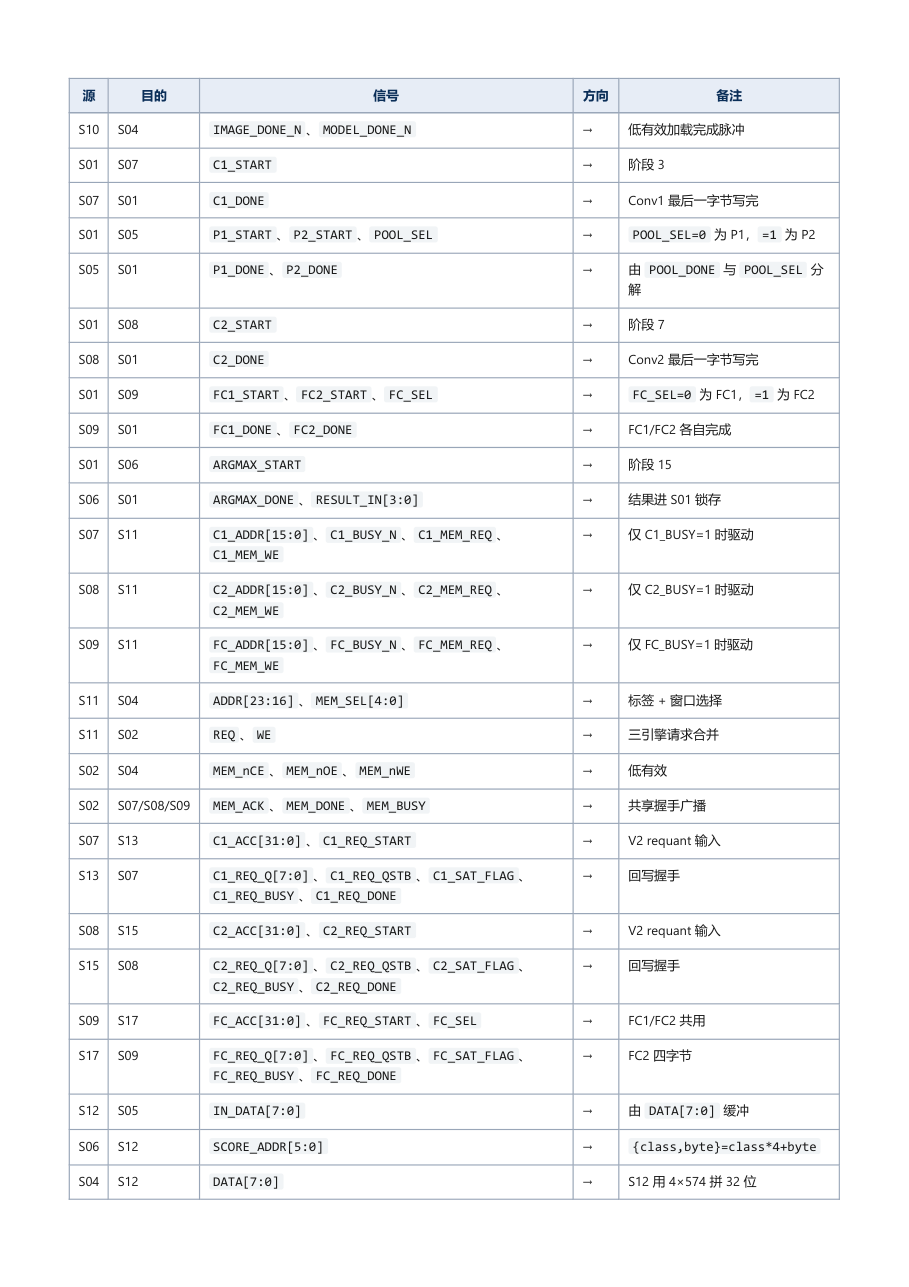 源 目的 信号 方向 备注
S10 S04 IMAGE_DONE_N、MODEL_DONE_N → 低有效加载完成脉冲
S01 S07 C1_START → 阶段 3
S07 S01 C1_DONE → Conv1 最后一字节写完
S01 S05 P1_START、P2_START、POOL_SEL → POOL_SEL=0 为 P1, =1 为 P2
S05 S01 P1_DONE、P2_DONE → 由 POOL_DONE 与 POOL_SEL 分
解
S01 S08 C2_START → 阶段 7
S08 S01 C2_DONE → Conv2 最后一字节写完
S01 S09 FC1_START、FC2_START、FC_SEL → FC_SEL=0 为 FC1, =1 为 FC2
S09 S01 FC1_DONE、FC2_DONE → FC1/FC2 各自完成
S01 S06 ARGMAX_START → 阶段 15
S06 S01 ARGMAX_DONE、RESULT_IN[3:0] → 结果进 S01 锁存
S07 S11 C1_ADDR[15:0]、C1_BUSY_N、C1_MEM_REQ、 → 仅 C1_BUSY=1 时驱动
C1_MEM_WE
S08 S11 C2_ADDR[15:0]、C2_BUSY_N、C2_MEM_REQ、 → 仅 C2_BUSY=1 时驱动
C2_MEM_WE
S09 S11 FC_ADDR[15:0]、FC_BUSY_N、FC_MEM_REQ、 → 仅 FC_BUSY=1 时驱动
FC_MEM_WE
S11 S04 ADDR[23:16]、MEM_SEL[4:0] → 标签 + 窗口选择
S11 S02 REQ、WE → 三引擎请求合并
S02 S04 MEM_nCE、MEM_nOE、MEM_nWE → 低有效
S02 S07/S08/S09 MEM_ACK、MEM_DONE、MEM_BUSY → 共享握手广播
S07 S13 C1_ACC[31:0]、C1_REQ_START → V2 requant 输入
S13 S07 C1_REQ_Q[7:0]、C1_REQ_QSTB、C1_SAT_FLAG、 → 回写握手
C1_REQ_BUSY、C1_REQ_DONE
S08 S15 C2_ACC[31:0]、C2_REQ_START → V2 requant 输入
S15 S08 C2_REQ_Q[7:0]、C2_REQ_QSTB、C2_SAT_FLAG、 → 回写握手
C2_REQ_BUSY、C2_REQ_DONE
S09 S17 FC_ACC[31:0]、FC_REQ_START、FC_SEL → FC1/FC2 共用
S17 S09 FC_REQ_Q[7:0]、FC_REQ_QSTB、FC_SAT_FLAG、 → FC2 四字节
FC_REQ_BUSY、FC_REQ_DONE
S12 S05 IN_DATA[7:0] → 由 DATA[7:0] 缓冲
S06 S12 SCORE_ADDR[5:0] → {class,byte}=class*4+byte
S04 S12 DATA[7:0] → S12 用 4×574 拼 32 位